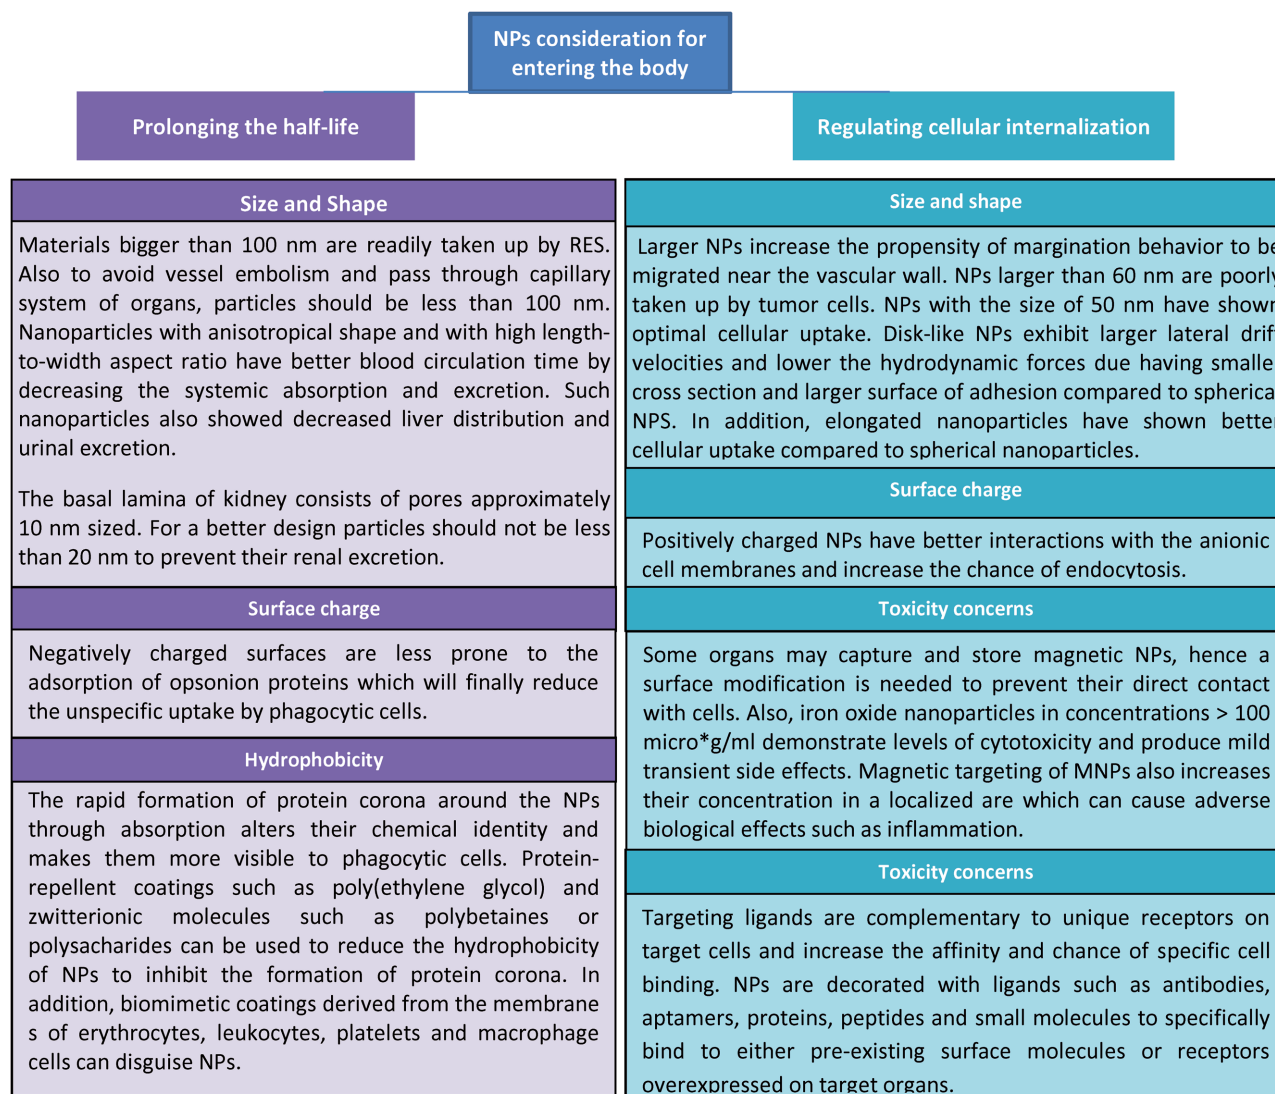 NPs consideration for
entering the body
Prolonging the half-life
Regulating cellular internalization
Size and Shape
Materials bigger than 100 nm are readily taken up by RES.
Also to avoid vessel embolism and pass through capillary
system of organs, particles should be less than 100 nm.
Nanoparticles with anisotropical shape and with high length-
to-width aspect ratio have better blood circulation time by
decreasing the systemic absorption and excretion. Such
nanoparticles also showed decreased liver distribution and
urinal excretion.
The basal lamina of kidney consists of pores approximately
10 nm sized. For a better design particles should not be less
than 20 nm to prevent their renal excretion.
Surface charge
Negatively charged surfaces are less prone to the
adsorption of opsonion proteins which will finally reduce
the unspecific uptake by phagocytic cells.
Hydrophobicity
The rapid formation of protein corona around the NPs
through absorption alters their chemical identity and
makes them more visible to phagocytic cells. Protein-
repellent coatings such as poly(ethylene glycol) and
zwitterionic molecules such as polybetaines or
polysacharides can be used to reduce the hydrophobicity
of NPs to inhibit the formation of protein corona. In
addition, biomimetic coatings derived from the membrane
s of erythrocytes, leukocytes, platelets and macrophage
cells can disguise NPs.
Size and shape
Larger NPs increase the propensity of margination behavior to be
migrated near the vascular wall. NPs larger than 60 nm are poorly
taken up by tumor cells. NPs with the size of 50 nm have shown
optimal cellular uptake. Disk-like NPs exhibit larger lateral drif
velocities and lower the hydrodynamic forces due having smalle
cross section and larger surface of adhesion compared to spherica
NPS. In addition, elongated nanoparticles have shown better
cellular uptake compared to spherical nanoparticles.
Surface charge
Positively charged NPs have better interactions with the anionic
cell membranes and increase the chance of endocytosis.
Toxicity concerns
Some organs may capture and store magnetic NPs, hence a
surface modification is needed to prevent their direct contact
with cells. Also, iron oxide nanoparticles in concentrations > 100
micro*g/ml demonstrate levels of cytotoxicity and produce mild
transient side effects. Magnetic targeting of MNPs also increases
their concentration in a localized are which can cause adverse
biological effects such as inflammation.
Toxicity concerns
Targeting ligands are complementary to unique receptors on
target cells and increase the affinity and chance of specific cell
binding. NPs are decorated with ligands such as antibodies,
aptamers, proteins, peptides and small molecules to specifically
bind to either pre-existing surface molecules or receptors
overexpressed on target organs.